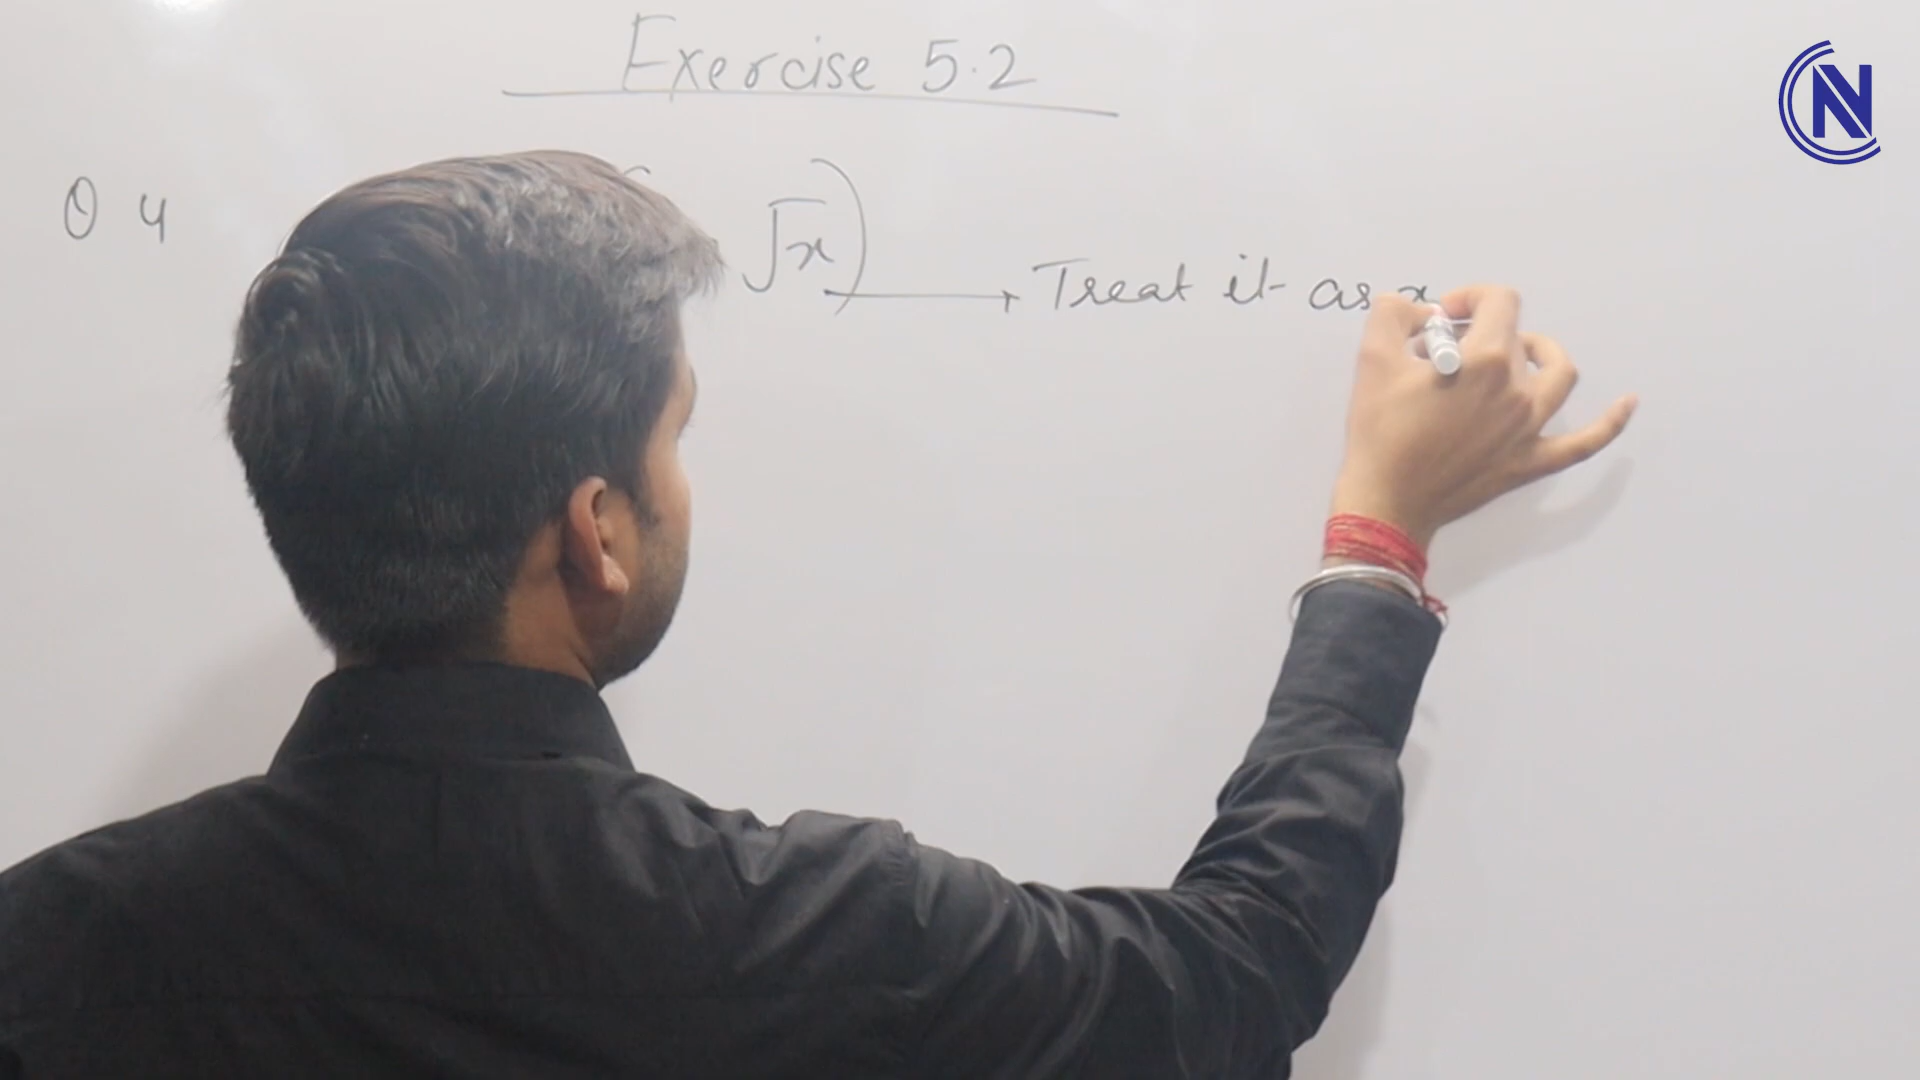 Exercise 5.2
Q 4
√x)
Treat it as x
N